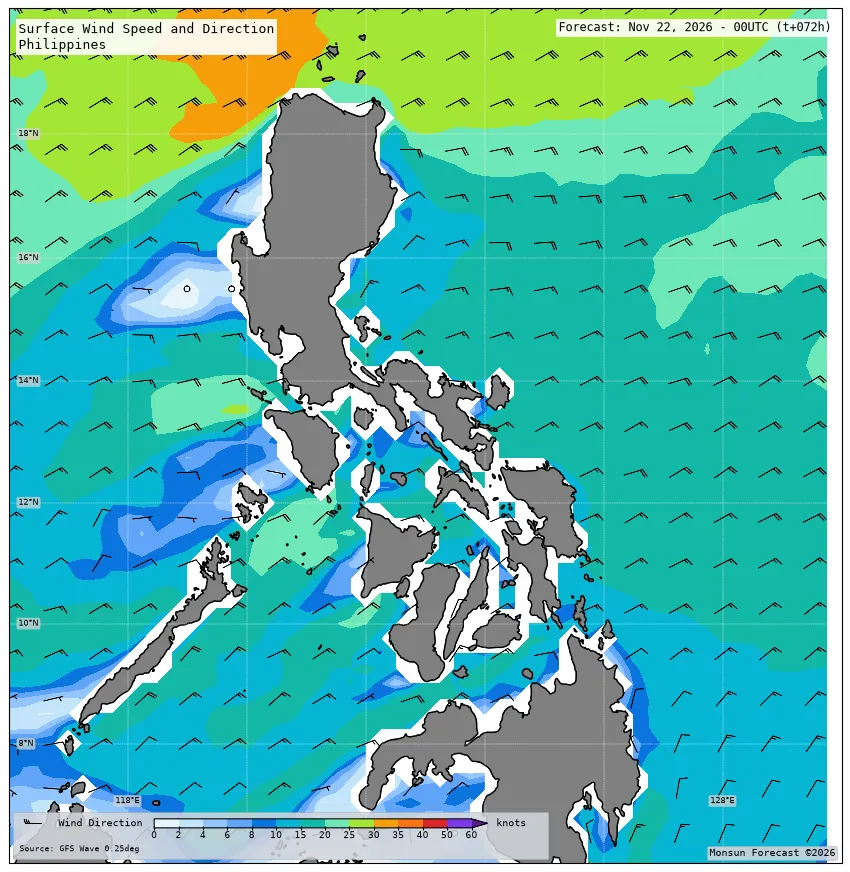 Surface Wind Speed and Direction
Philippines
Forecast: Nov 22, 2026 - 00UTC (t+072h)
18°N
16°N
14°N
12°N
10°N
8°N
118°E
128°E
Wind Direction
0 2 4 6 8 10 15 20 25 30 35 40 50 60
knots
Source: GFS Wave 0.25deg
Monsun Forecast ©2026